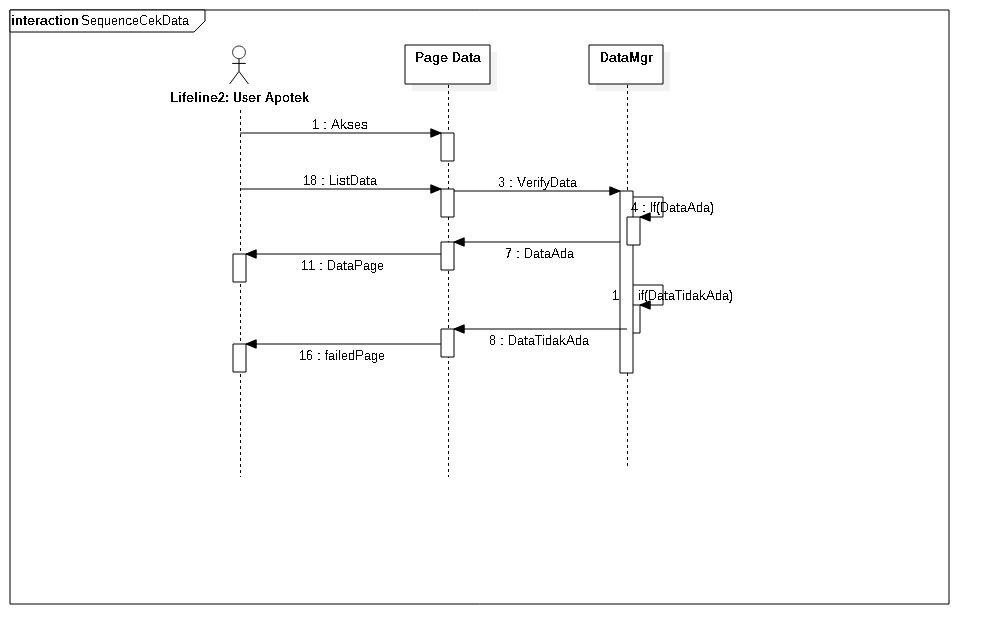 interaction SequenceCekData
Page Data
DataMgr
Lifeline2: User Apotek
1 : Akses
18 : ListData
3 : VerifyData
4 : If(DataAda)
7 : DataAda
11 : DataPage
1 if(DataTidakAda)
8 : DataTidakAda
16 : failedPage